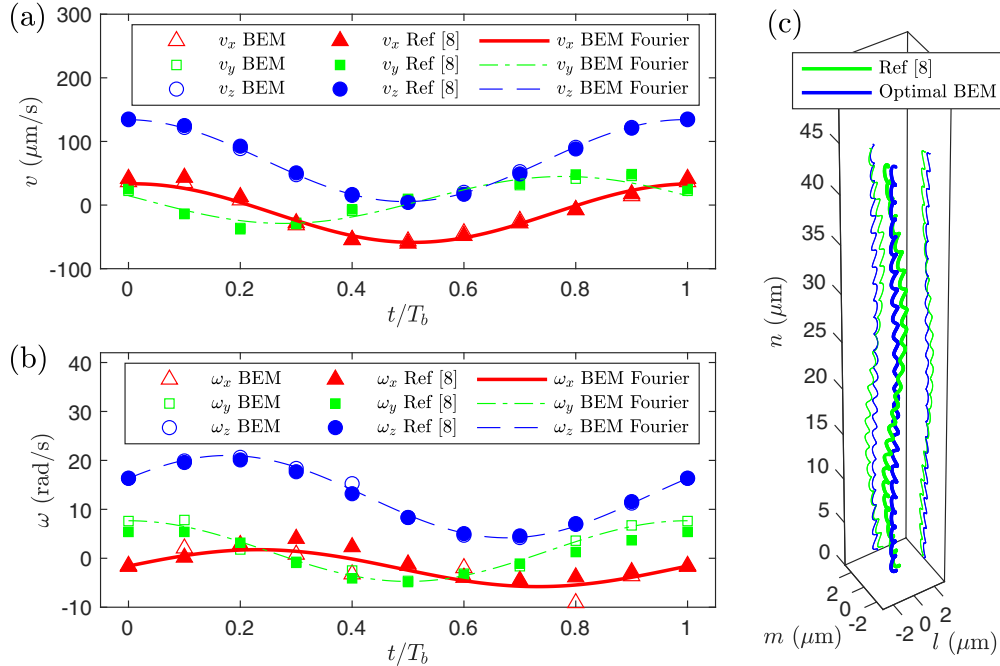 (a)
300
200
100
0
-100
v (μm/s)
v_x BEM v_x Ref [8] v_x BEM Fourier
v_y BEM v_y Ref [8] v_y BEM Fourier
v_z BEM v_z Ref [8] v_z BEM Fourier
0 0.2 0.4 0.6 0.8 1
t/T_b
(b)
40
30
20
10
0
-10
ω (rad/s)
ω_x BEM ω_x Ref [8] ω_x BEM Fourier
ω_y BEM ω_y Ref [8] ω_y BEM Fourier
ω_z BEM ω_z Ref [8] ω_z BEM Fourier
0 0.2 0.4 0.6 0.8 1
t/T_b
(c)
Ref [8]
Optimal BEM
45
40
35
30
25
20
15
10
5
0
n (μm)
2
0
-2
m (μm)
-2
0
2
l (μm)